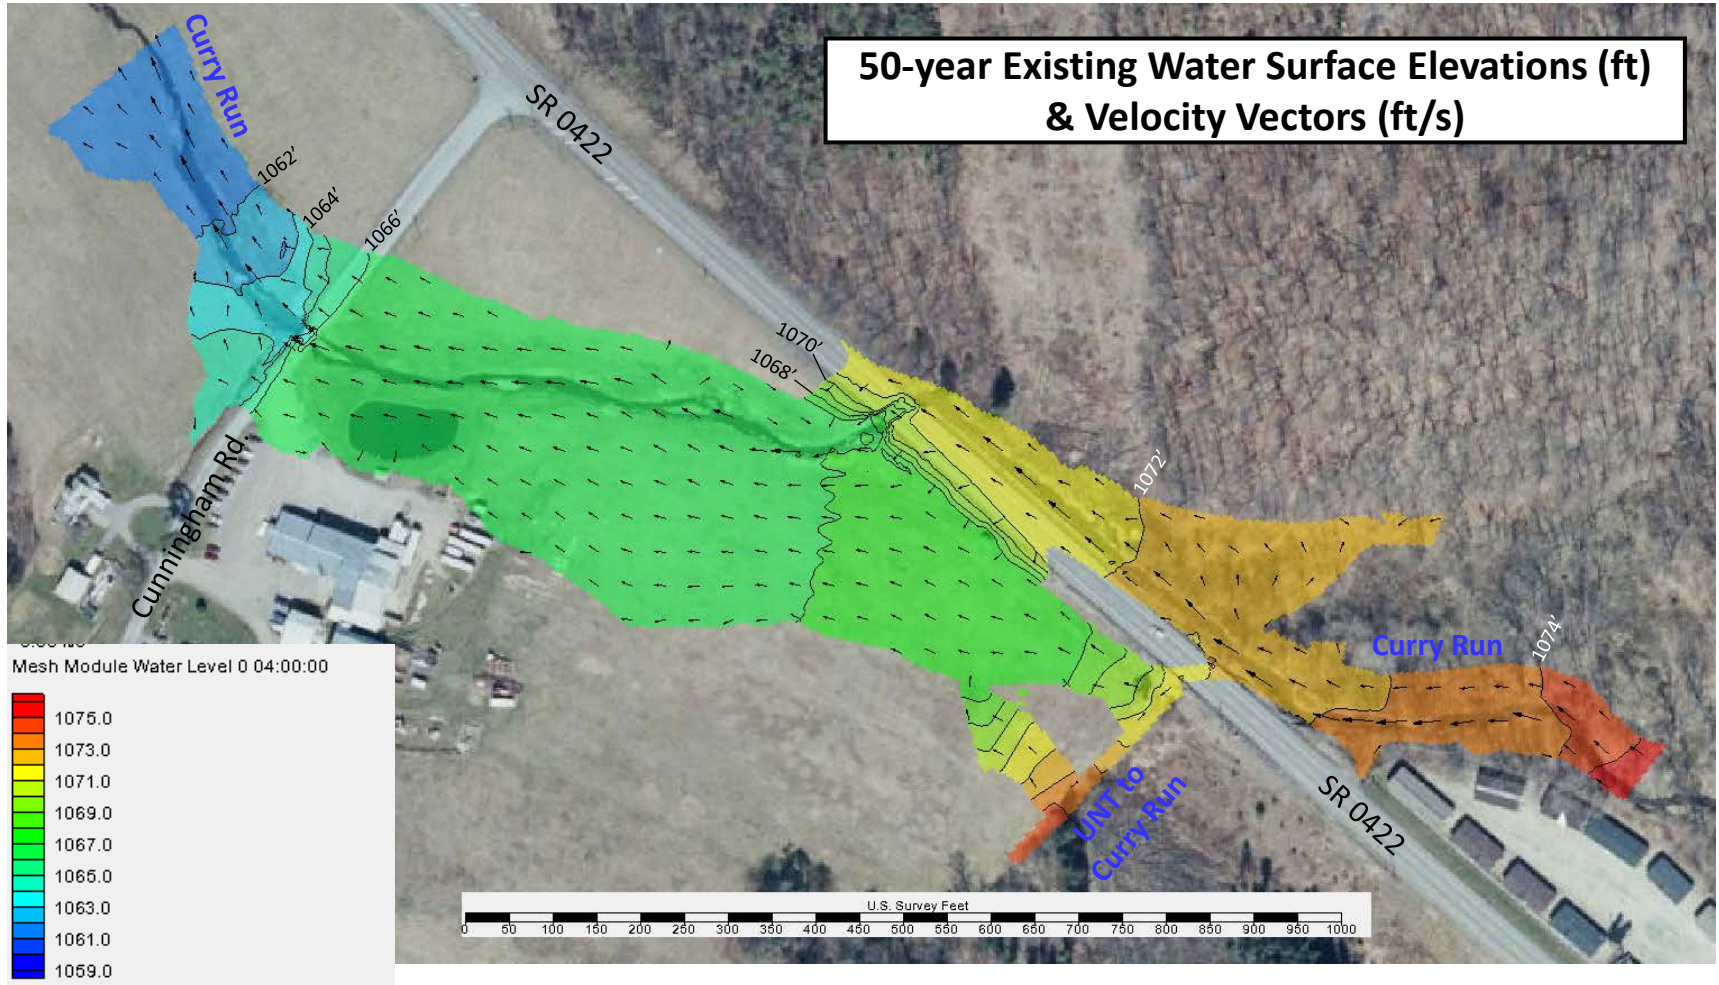 50-year Existing Water Surface Elevations (ft)
& Velocity Vectors (ft/s)
Curry Run
SR 0422
1062'
1064'
1066'
1070'
1068'
1072'
1074'
Curry Run
Cunningham Rd.
UNT to
Curry Run
SR 0422
Mesh Module Water Level 0 04:00:00
1075.0
1073.0
1071.0
1069.0
1067.0
1065.0
1063.0
1061.0
1059.0
U.S. Survey Feet
0 50 100 150 200 250 300 350 400 450 500 550 600 650 700 750 800 850 900 950 1000